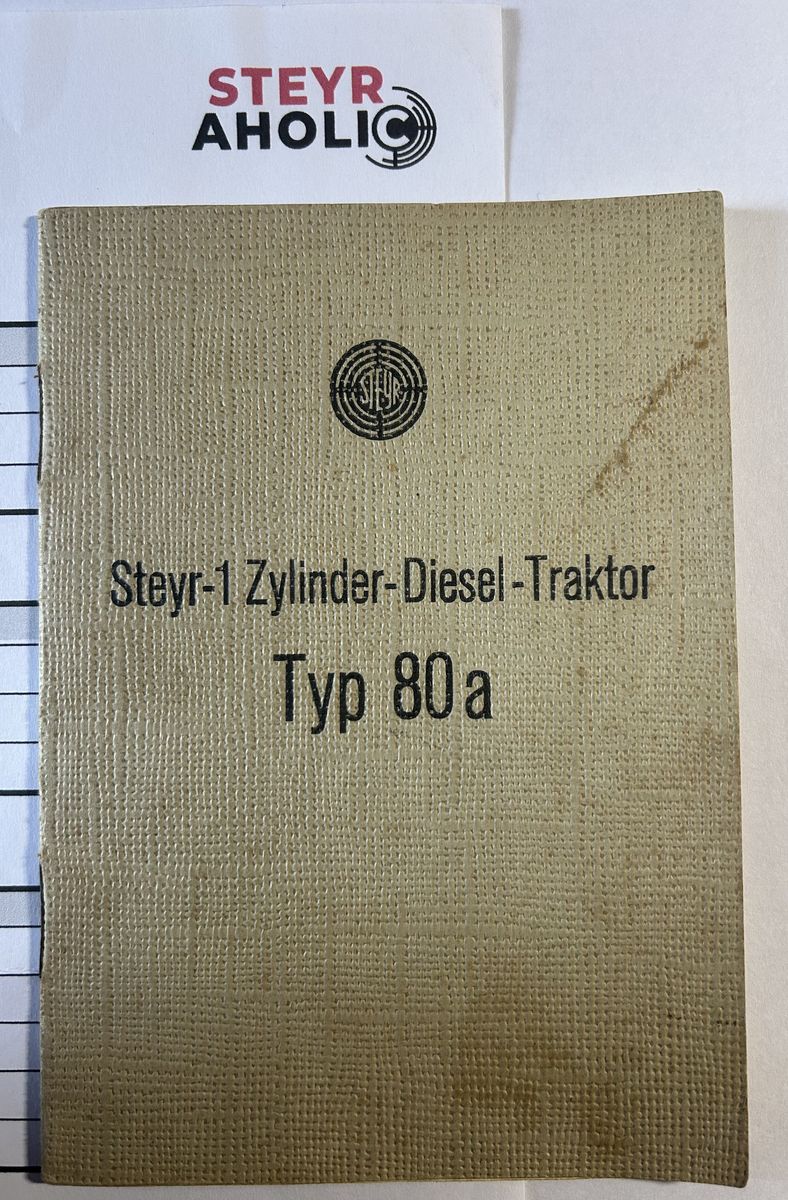 STEYR
AHOLIC
STEYR
Steyr-1 Zylinder-Diesel-Traktor
Typ 80a